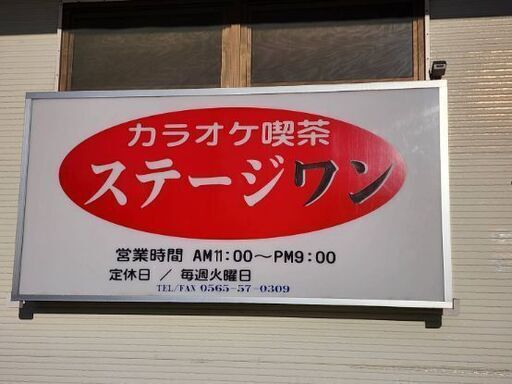 カラオケ喫茶
ステージワン
営業時間 AM11:00〜PM9:00
定休日 / 毎週火曜日
TEL/FAX 0565-57-0309